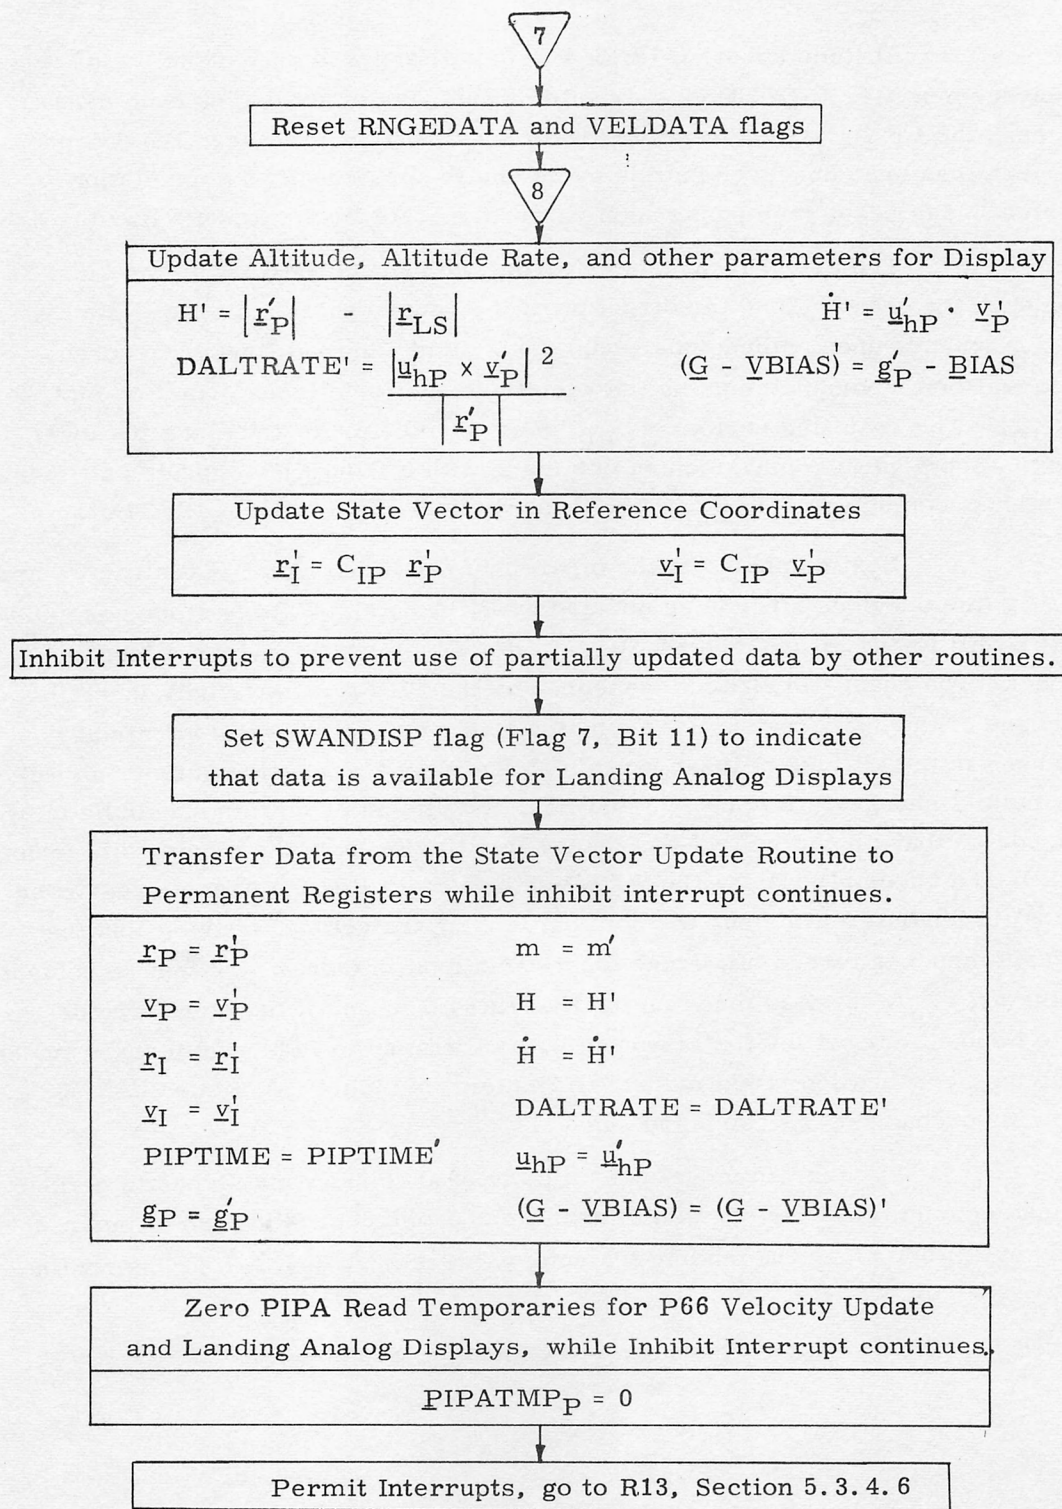 7
Reset RNGEDATA and VELDATA flags
8
Update Altitude, Altitude Rate, and other parameters for Display
H' = |r′P| - |rLS| Ḣ' = u′hP · v′P
DALTRATE' = |u′hP × v′P| 2 (G - VBIAS)' = g′P - BIAS
|r′P|
Update State Vector in Reference Coordinates
r'I = CIP r'P v'I = CIP v'P
Inhibit Interrupts to prevent use of partially updated data by other routines.
Set SWANDISP flag (Flag 7, Bit 11) to indicate
that data is available for Landing Analog Displays
Transfer Data from the State Vector Update Routine to
Permanent Registers while inhibit interrupt continues.
rP = r'P m = m′
vP = v'P H = H'
rI = r'I Ḣ = Ḣ'
vI = v'I DALTRATE = DALTRATE'
PIPTIME = PIPTIME′ uhP = u′hP
gP = g′P (G - VBIAS) = (G - VBIAS)'
Zero PIPA Read Temporaries for P66 Velocity Update
and Landing Analog Displays, while Inhibit Interrupt continues.
PIPATMPP = 0
Permit Interrupts, go to R13, Section 5.3.4.6